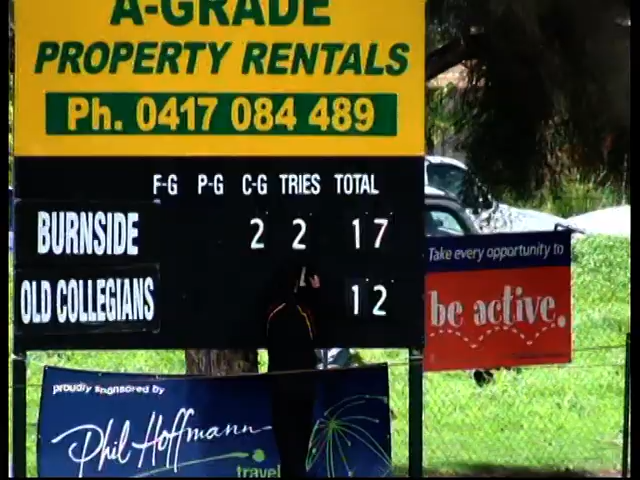 A-GRADE
PROPERTY RENTALS
Ph. 0417 084 489
F-G P-G C-G TRIES TOTAL
BURNSIDE 2 2 17
OLD COLLEGIANS 12
Take every opportunity to
be active.
proudly sponsored by
Phil Hoffmann
travel